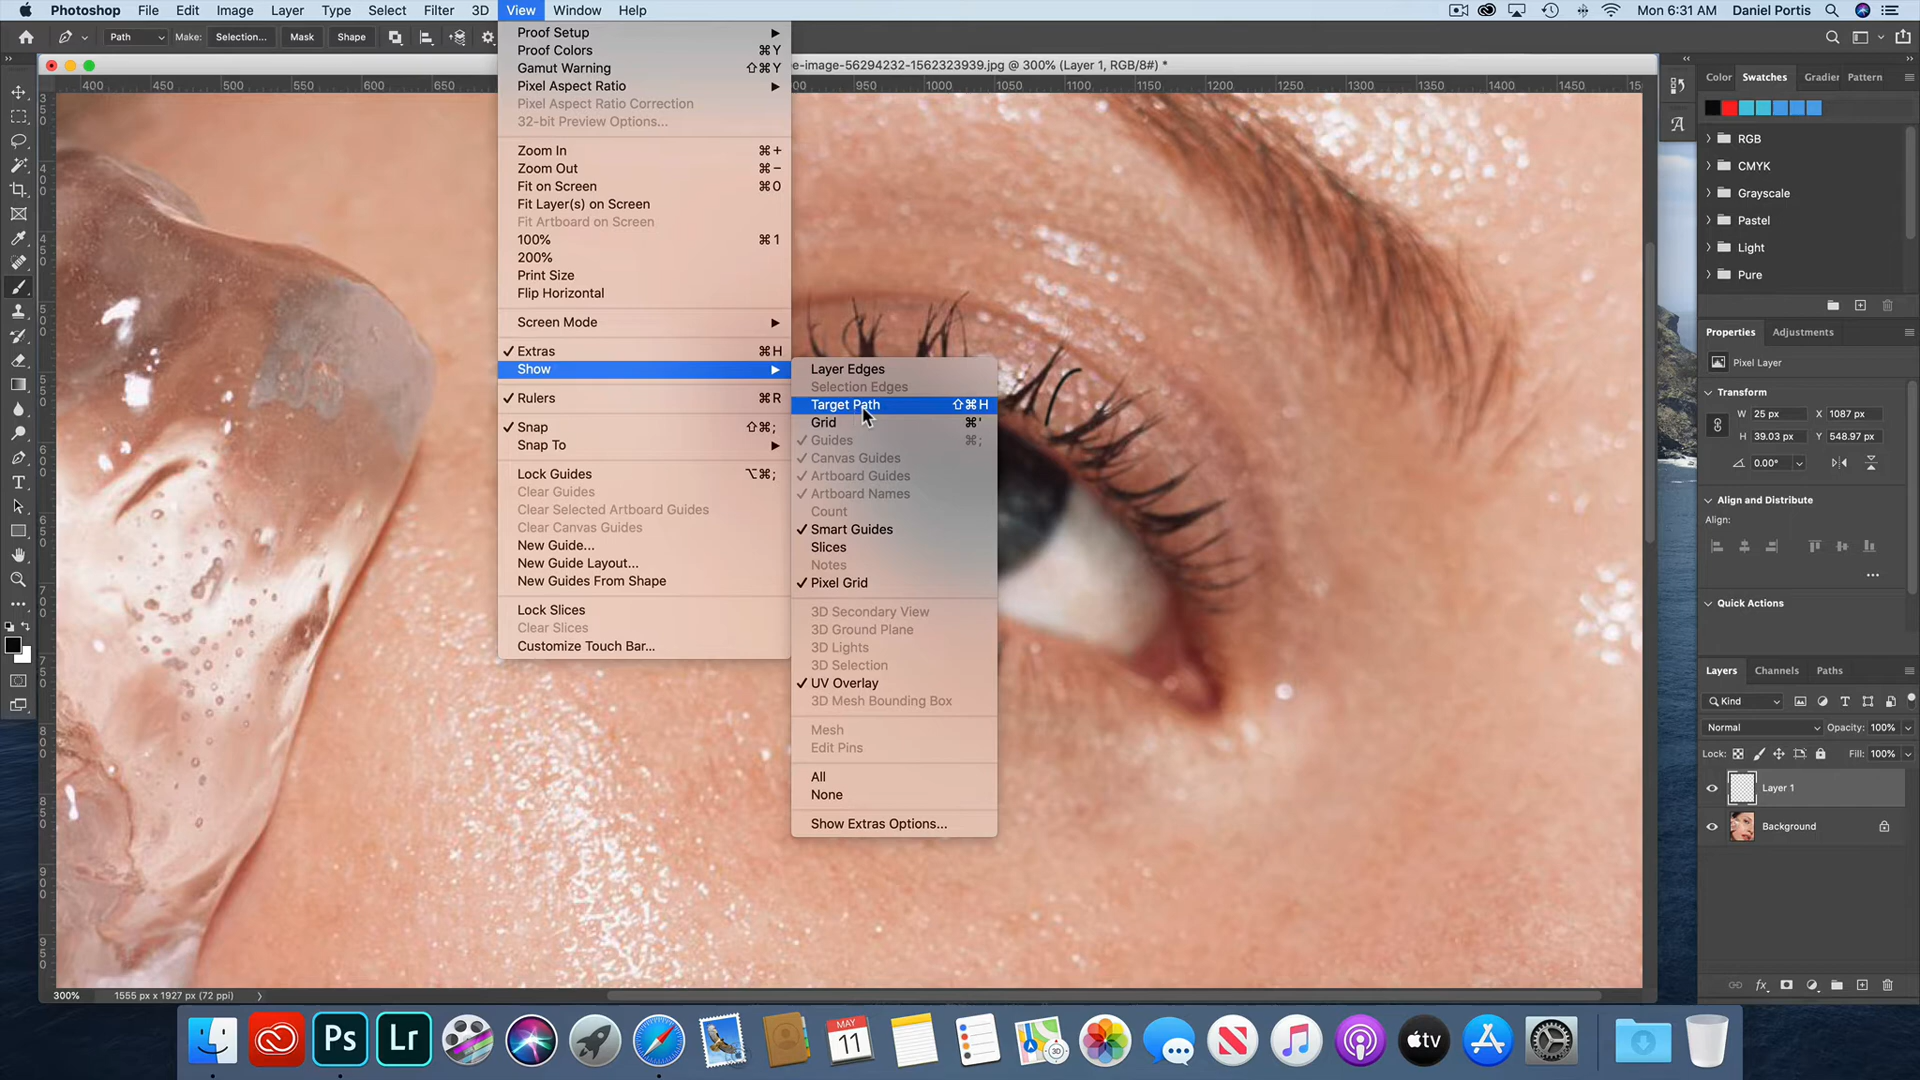 Photoshop File Edit Image Layer Type Select Filter 3D View Window Help Mon 6:31 AM Daniel Portis
Path Make: Selection... Mask Shape
e-image-56294232-1562323939.jpg @ 300% (Layer 1, RGB/8#) *
400 450 500 550 600 650 900 950 1000 1050 1100 1150 1200 1250 1300 1350 1400 1450
Proof Setup
Proof Colors ⌘Y
Gamut Warning ⇧⌘Y
Pixel Aspect Ratio
Pixel Aspect Ratio Correction
32-bit Preview Options...
Zoom In ⌘+
Zoom Out ⌘−
Fit on Screen ⌘0
Fit Layer(s) on Screen
Fit Artboard on Screen
100% ⌘1
200%
Print Size
Flip Horizontal
Screen Mode
✓ Extras ⌘H
Show
✓ Rulers ⌘R
✓ Snap ⇧⌘;
Snap To
Lock Guides ⌥⌘;
Clear Guides
Clear Selected Artboard Guides
Clear Canvas Guides
New Guide...
New Guide Layout...
New Guides From Shape
Lock Slices
Clear Slices
Customize Touch Bar...
Layer Edges
Selection Edges
Target Path ⇧⌘H
Grid ⌘'
✓ Guides ⌘;
✓ Canvas Guides
✓ Artboard Guides
✓ Artboard Names
Count
✓ Smart Guides
Slices
Notes
✓ Pixel Grid
3D Secondary View
3D Ground Plane
3D Lights
3D Selection
✓ UV Overlay
3D Mesh Bounding Box
Mesh
Edit Pins
All
None
Show Extras Options...
Color Swatches Gradier Pattern
RGB
CMYK
Grayscale
Pastel
Light
Pure
Properties Adjustments
Pixel Layer
Transform
W 25 px X 1087 px
H 39.03 px Y 548.97 px
0.00°
Align and Distribute
Align:
Quick Actions
Layers Channels Paths
Kind
Normal Opacity: 100%
Lock: Fill: 100%
Layer 1
Background
300% 1555 px x 1927 px (72 ppi)
Ps Lr MAY 11 3D tv